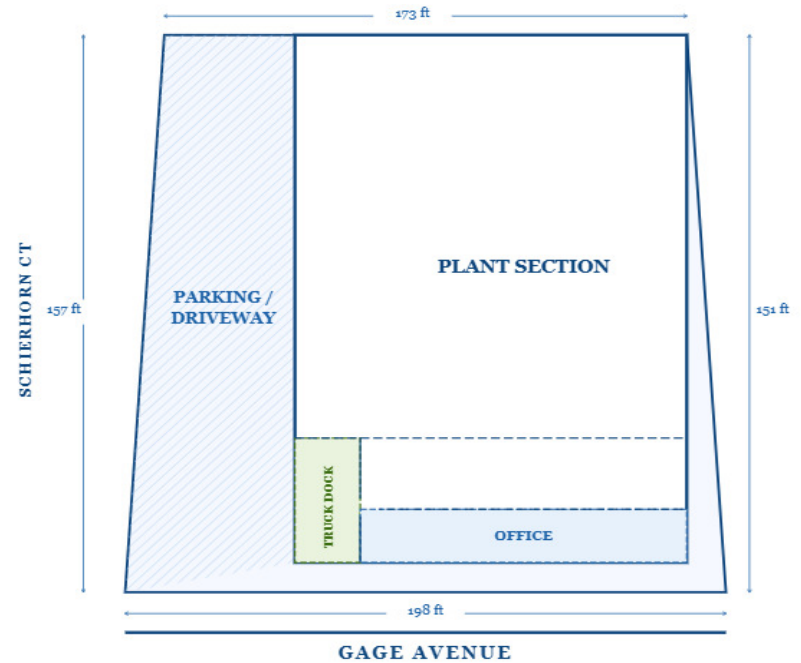 173 ft
PLANT SECTION
PARKING /
DRIVEWAY
SCHIERHORN CT
157 ft
151 ft
TRUCK DOCK
OFFICE
198 ft
GAGE AVENUE